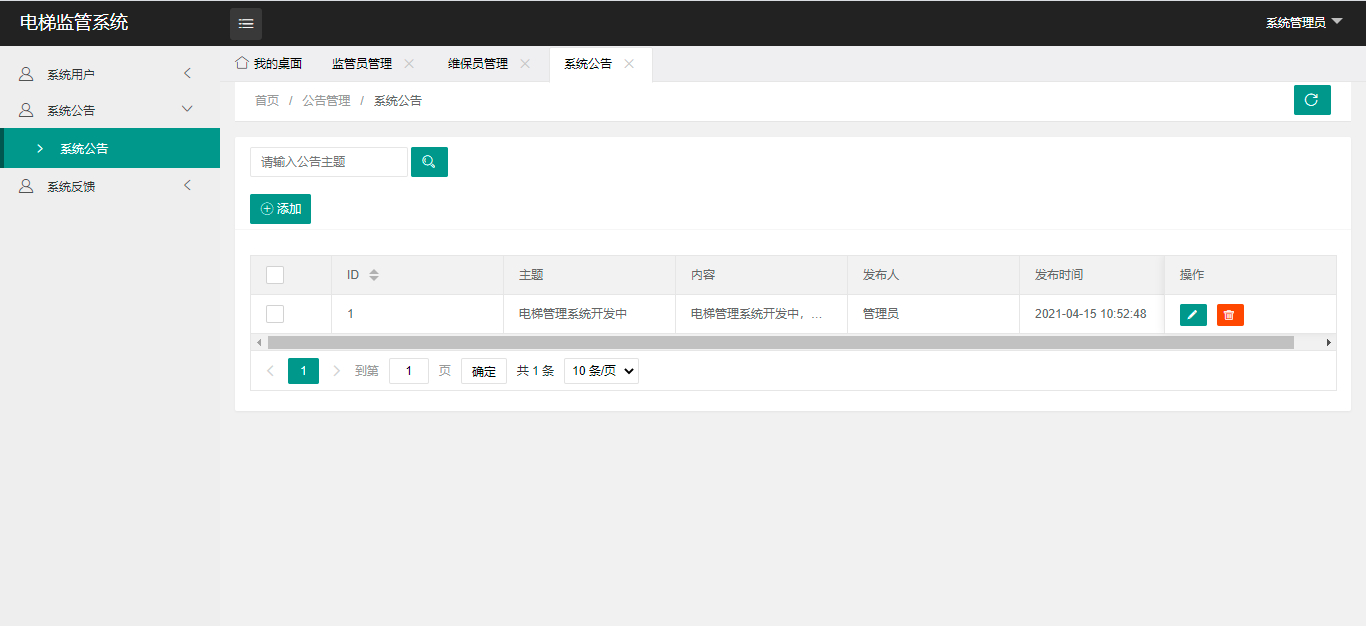 电梯监管系统
系统管理员
系统用户
系统公告
系统公告
系统反馈
我的桌面 监管员管理 维保员管理 系统公告
首页 / 公告管理 / 系统公告
请输入公告主题
添加
ID 主题 内容 发布人 发布时间 操作
1 电梯管理系统开发中 电梯管理系统开发中，... 管理员 2021-04-15 10:52:48
1 到第 1 页 确定 共 1 条 10 条/页